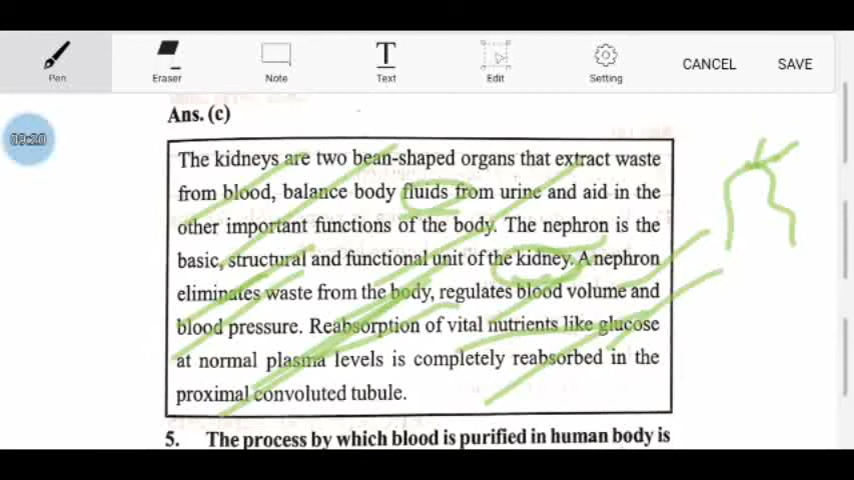 Pen Eraser Note Text Edit Setting CANCEL SAVE
09:20
Ans. (c)
The kidneys are two bean-shaped organs that extract waste
from blood, balance body fluids from urine and aid in the
other important functions of the body. The nephron is the
basic, structural and functional unit of the kidney. A nephron
eliminates waste from the body, regulates blood volume and
blood pressure. Reabsorption of vital nutrients like glucose
at normal plasma levels is completely reabsorbed in the
proximal convoluted tubule.
5. The process by which blood is purified in human body is